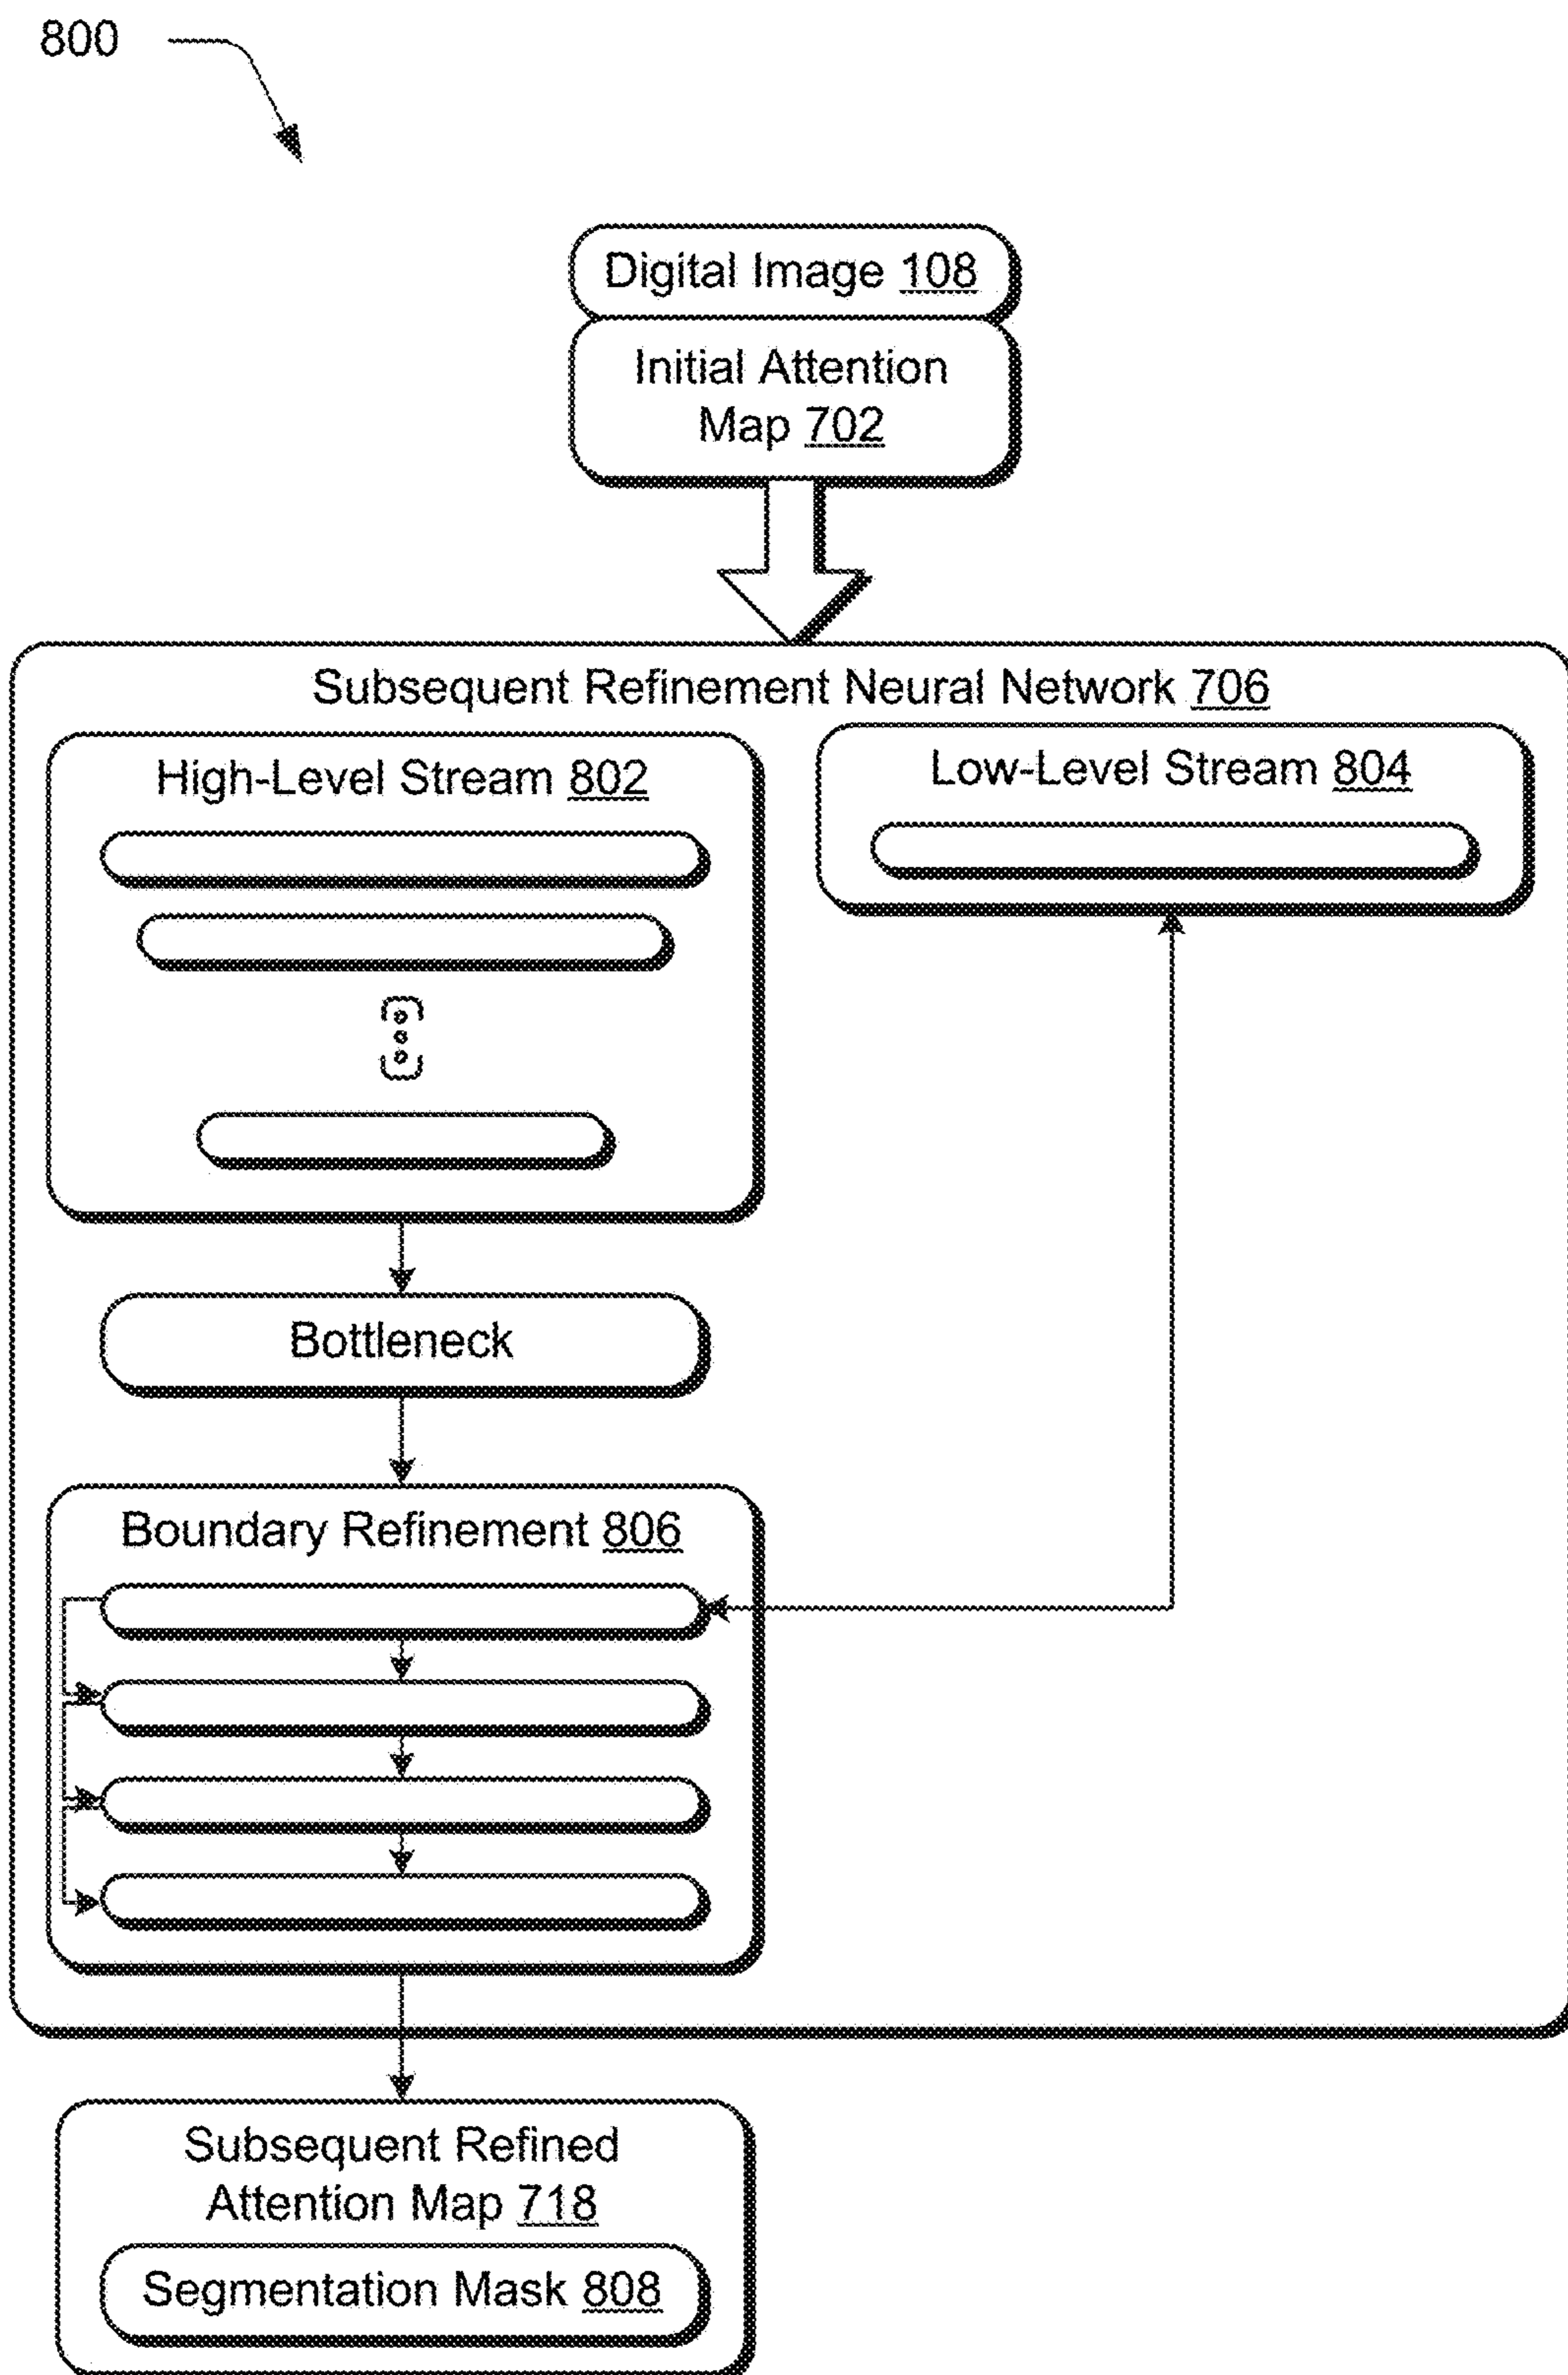 800
Digital Image 108
Initial Attention
Map 702
Subsequent Refinement Neural Network 706
High-Level Stream 802
Low-Level Stream 804
Bottleneck
Boundary Refinement 806
Subsequent Refined
Attention Map 718
Segmentation Mask 808